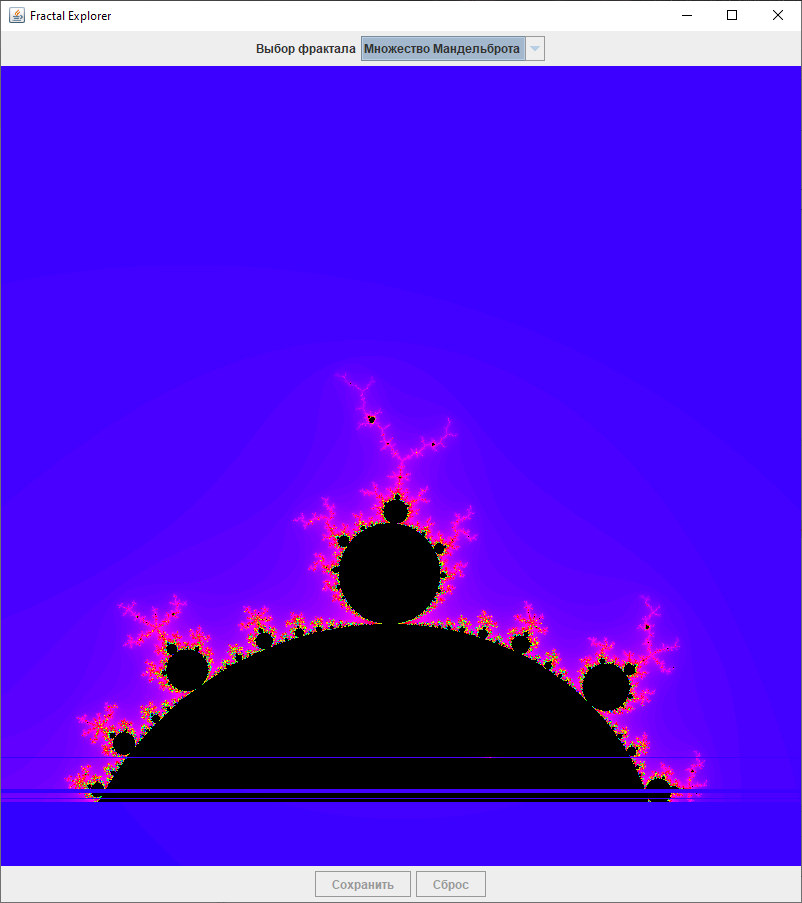 Fractal Explorer
Выбор фрактала Множество Мандельброта
Сохранить Сброс